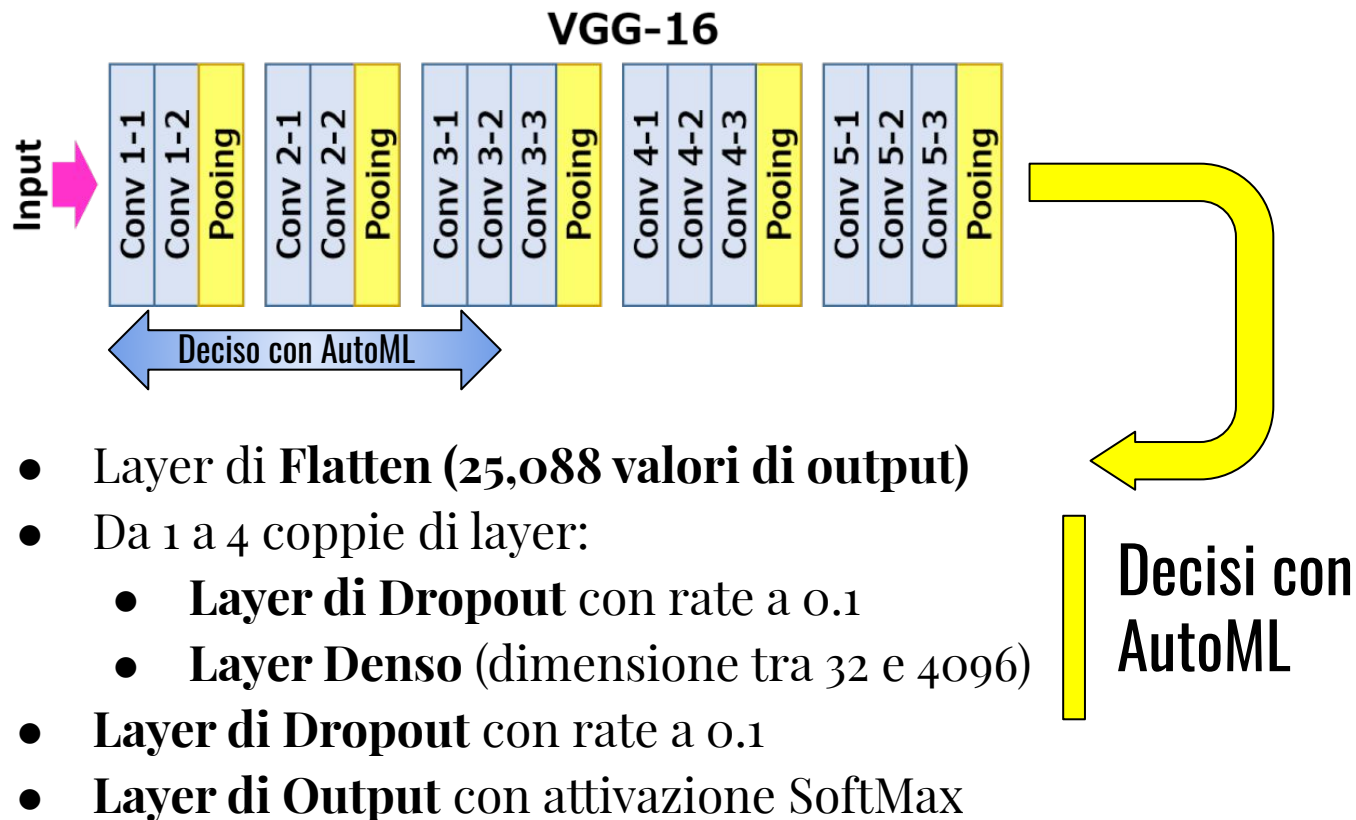 VGG-16
Input
Conv 1-1
Conv 1-2
Pooing
Conv 2-1
Conv 2-2
Pooing
Conv 3-1
Conv 3-2
Conv 3-3
Pooing
Conv 4-1
Conv 4-2
Conv 4-3
Pooing
Conv 5-1
Conv 5-2
Conv 5-3
Pooing
Deciso con AutoML
● Layer di Flatten (25,088 valori di output)
● Da 1 a 4 coppie di layer:
● Layer di Dropout con rate a 0.1
● Layer Denso (dimensione tra 32 e 4096)
● Layer di Dropout con rate a 0.1
● Layer di Output con attivazione SoftMax
Decisi con
AutoML